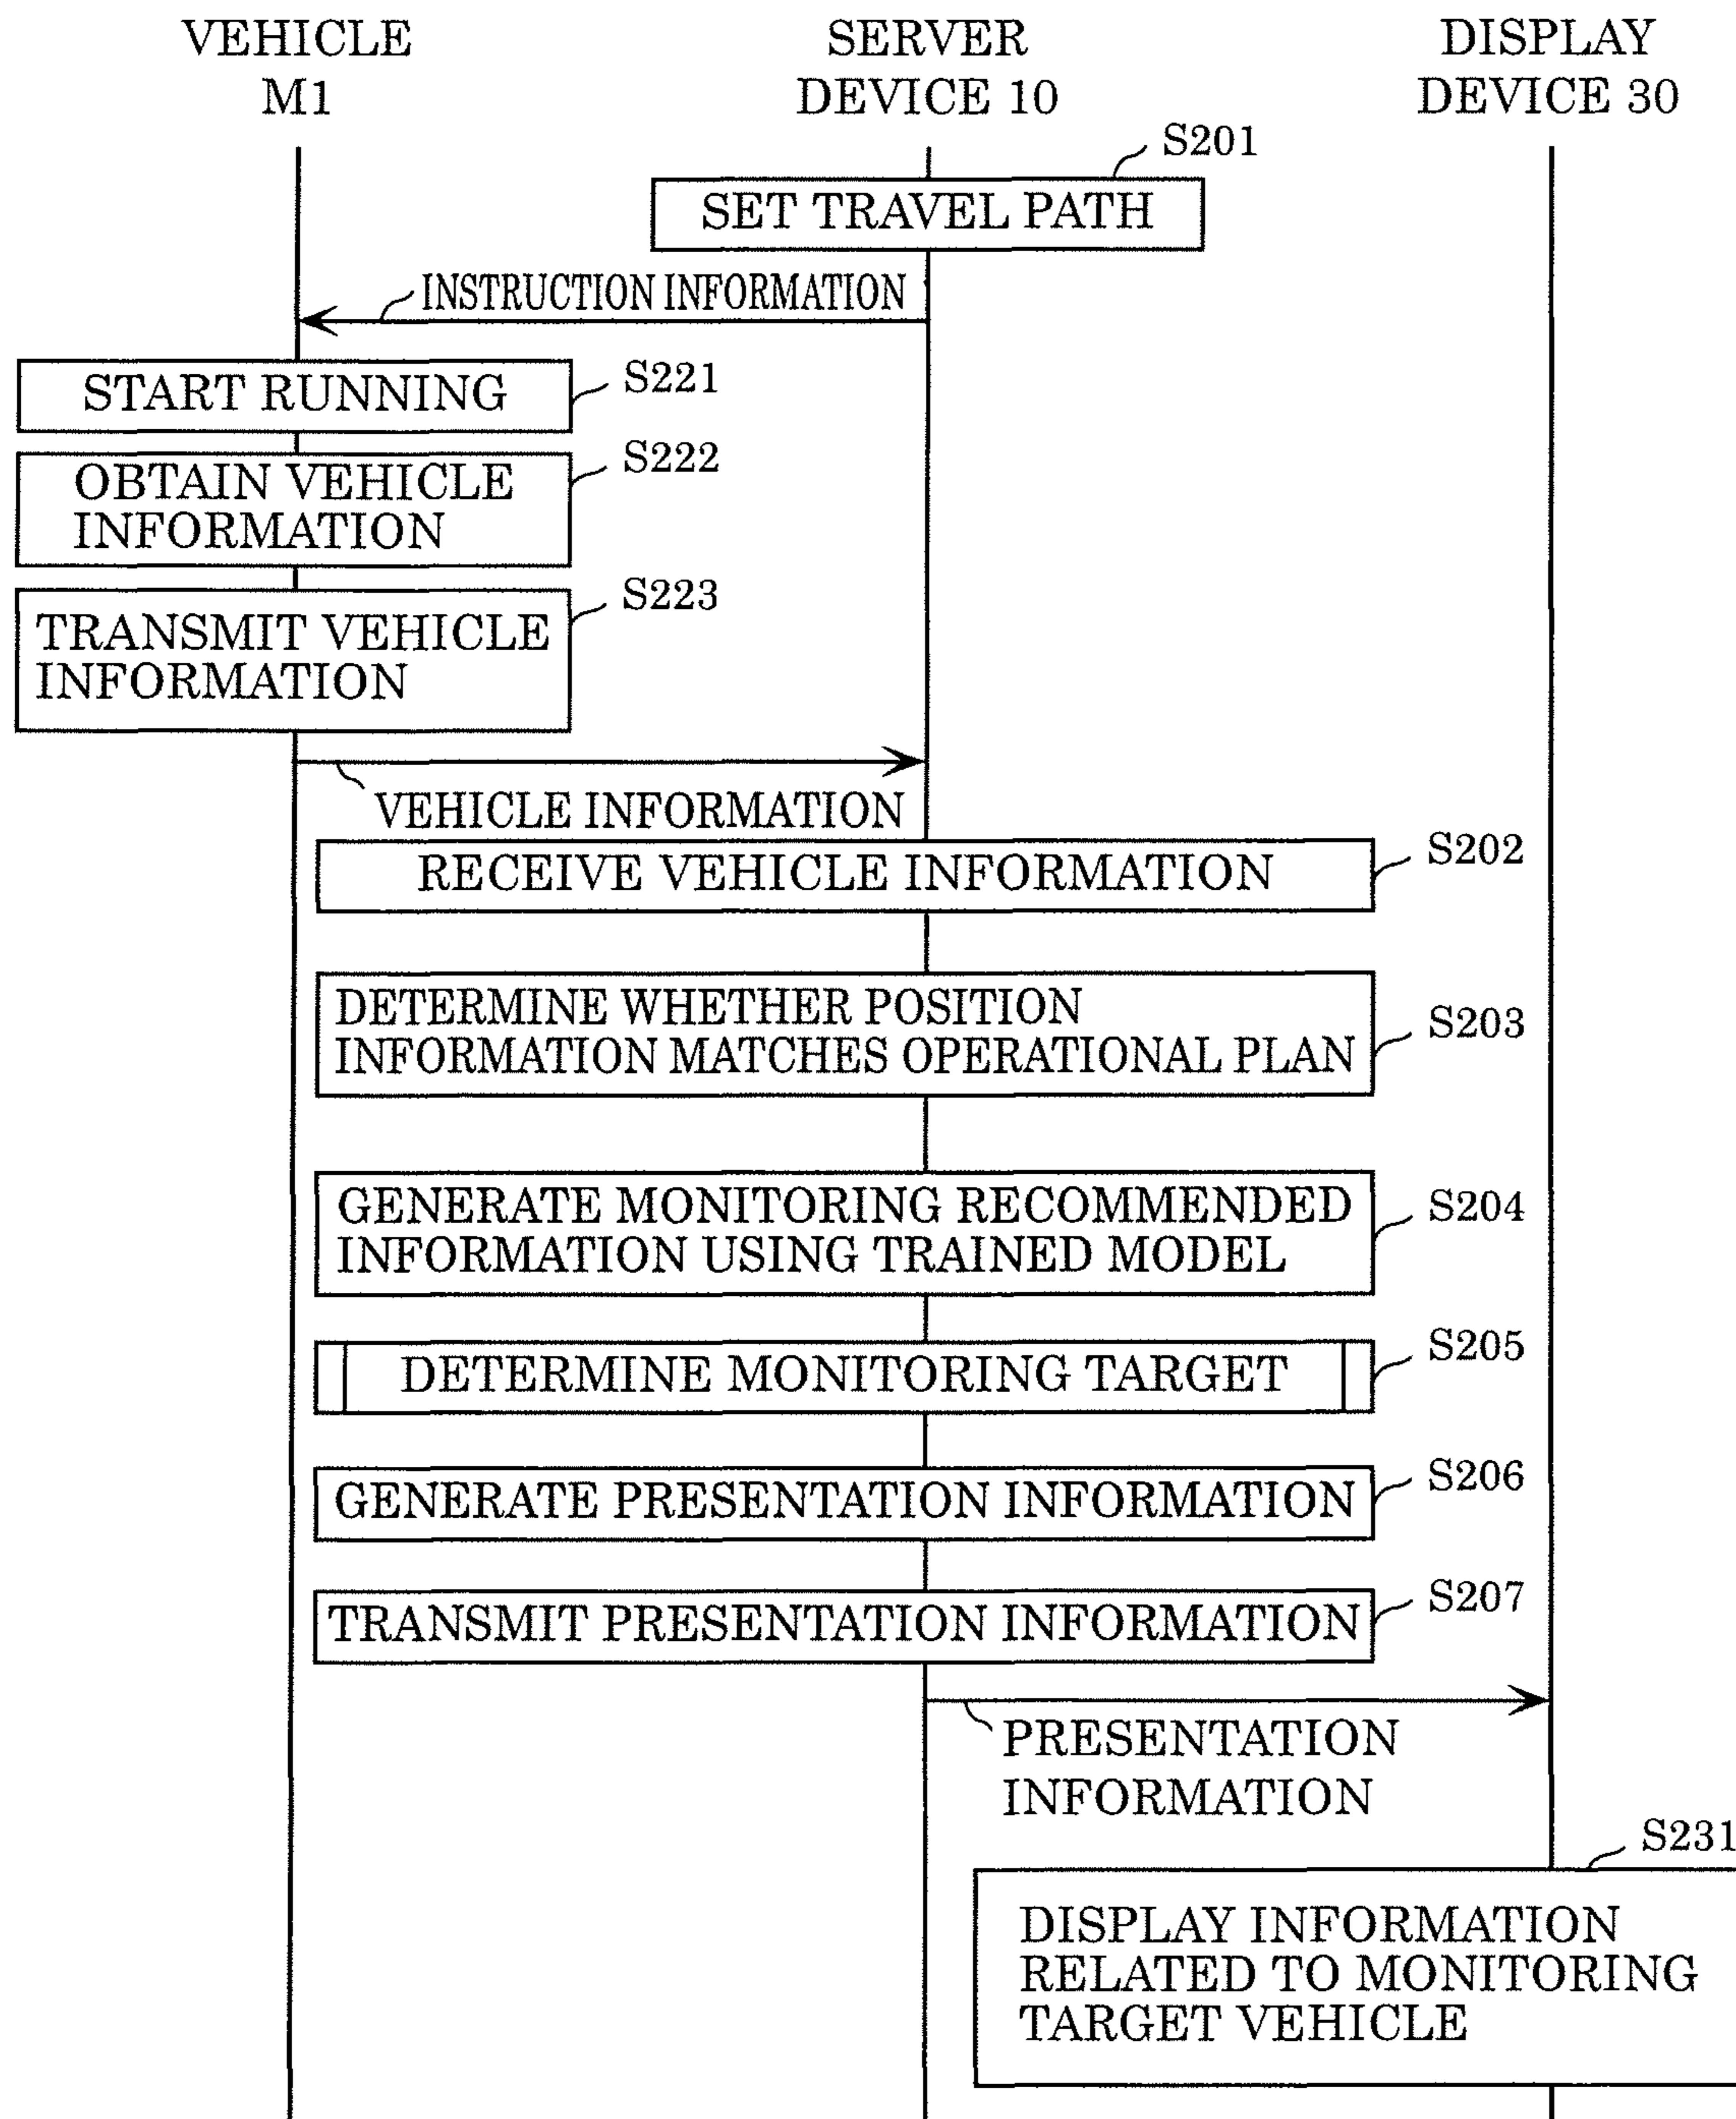 VEHICLE
M1
SERVER
DEVICE 10
DISPLAY
DEVICE 30
S201
SET TRAVEL PATH
INSTRUCTION INFORMATION
START RUNNING
S221
OBTAIN VEHICLE
INFORMATION
S222
TRANSMIT VEHICLE
INFORMATION
S223
VEHICLE INFORMATION
RECEIVE VEHICLE INFORMATION
S202
DETERMINE WHETHER POSITION
INFORMATION MATCHES OPERATIONAL PLAN
S203
GENERATE MONITORING RECOMMENDED
INFORMATION USING TRAINED MODEL
S204
DETERMINE MONITORING TARGET
S205
GENERATE PRESENTATION INFORMATION
S206
TRANSMIT PRESENTATION INFORMATION
S207
PRESENTATION
INFORMATION
S231
DISPLAY INFORMATION
RELATED TO MONITORING
TARGET VEHICLE